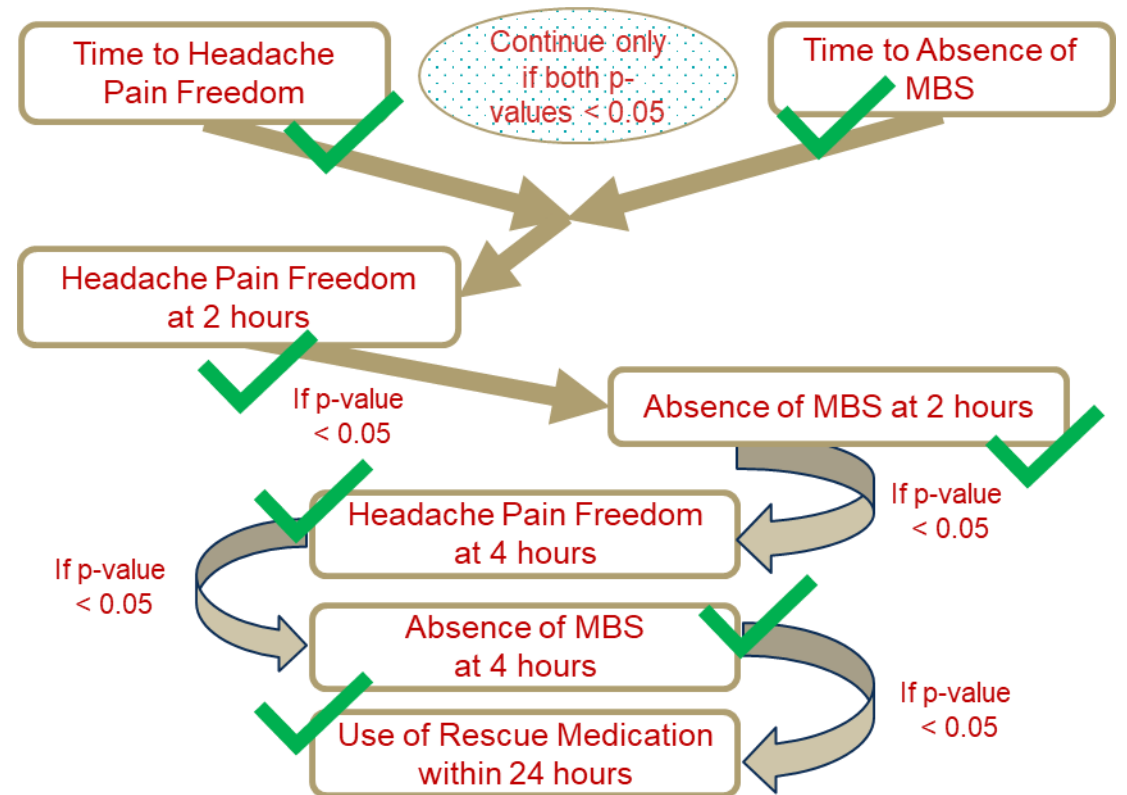 Time to Headache
Pain Freedom
Continue only
if both p-
values < 0.05
Time to Absence of
MBS
Headache Pain Freedom
at 2 hours
If p-value
< 0.05
Absence of MBS at 2 hours
If p-value
< 0.05
Headache Pain Freedom
at 4 hours
If p-value
< 0.05
Absence of MBS
at 4 hours
If p-value
< 0.05
Use of Rescue Medication
within 24 hours